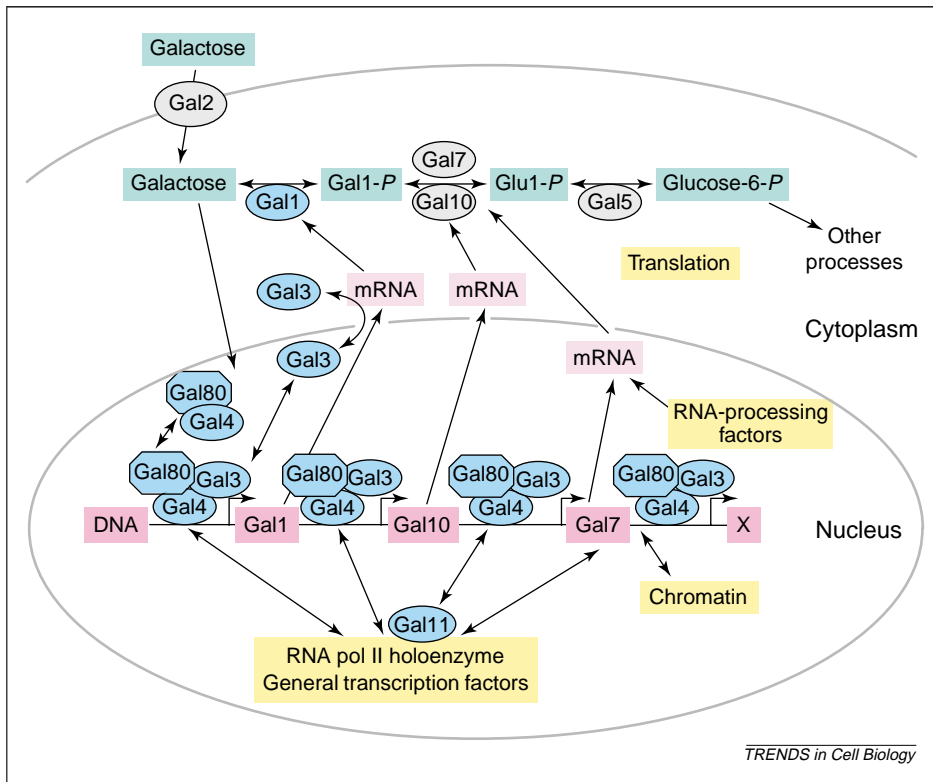 Galactose
Gal2
Galactose
Gal1
Gal1-P
Gal7
Gal10
Glu1-P
Gal5
Glucose-6-P
Other
processes
Translation
Gal3
mRNA
mRNA
Cytoplasm
Gal3
mRNA
Gal80
Gal4
RNA-processing
factors
Gal80
Gal3
Gal4
Gal80
Gal3
Gal4
Gal80
Gal3
Gal4
Gal80
Gal3
Gal4
DNA
Gal1
Gal10
Gal7
X
Nucleus
Chromatin
Gal11
RNA pol II holoenzyme
General transcription factors
TRENDS in Cell Biology